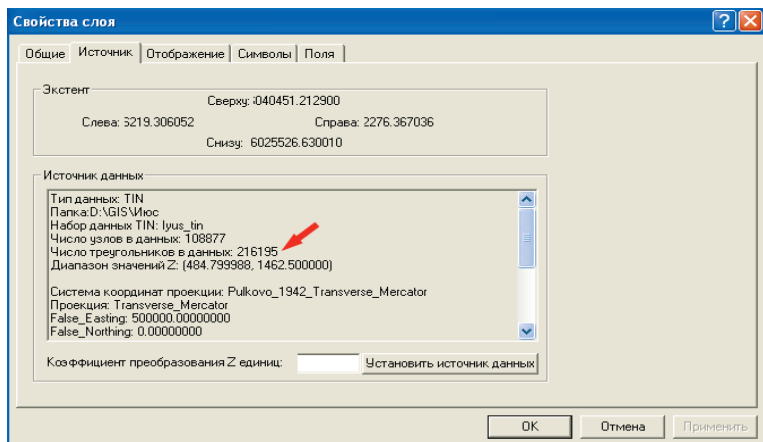 Свойства слоя
Общие Источник Отображение Символы Поля
Экстент
Сверху: 040451.212900
Слева: 5219.306052 Справа: 2276.367036
Снизу: 6025526.630010
Источник данных
Тип данных: TIN
Папка:D:\GIS\Июс
Набор данных TIN: Iyus_tin
Число узлов в данных: 108877
Число треугольников в данных: 216195
Диапазон значений Z: (484.799988, 1462.500000)
Система координат проекции: Pulkovo_1942_Transverse_Mercator
Проекция: Transverse_Mercator
False_Easting: 500000.00000000
False_Northing: 0.00000000
Коэффициент преобразования Z единиц: Установить источник данных
OK Отмена Применить